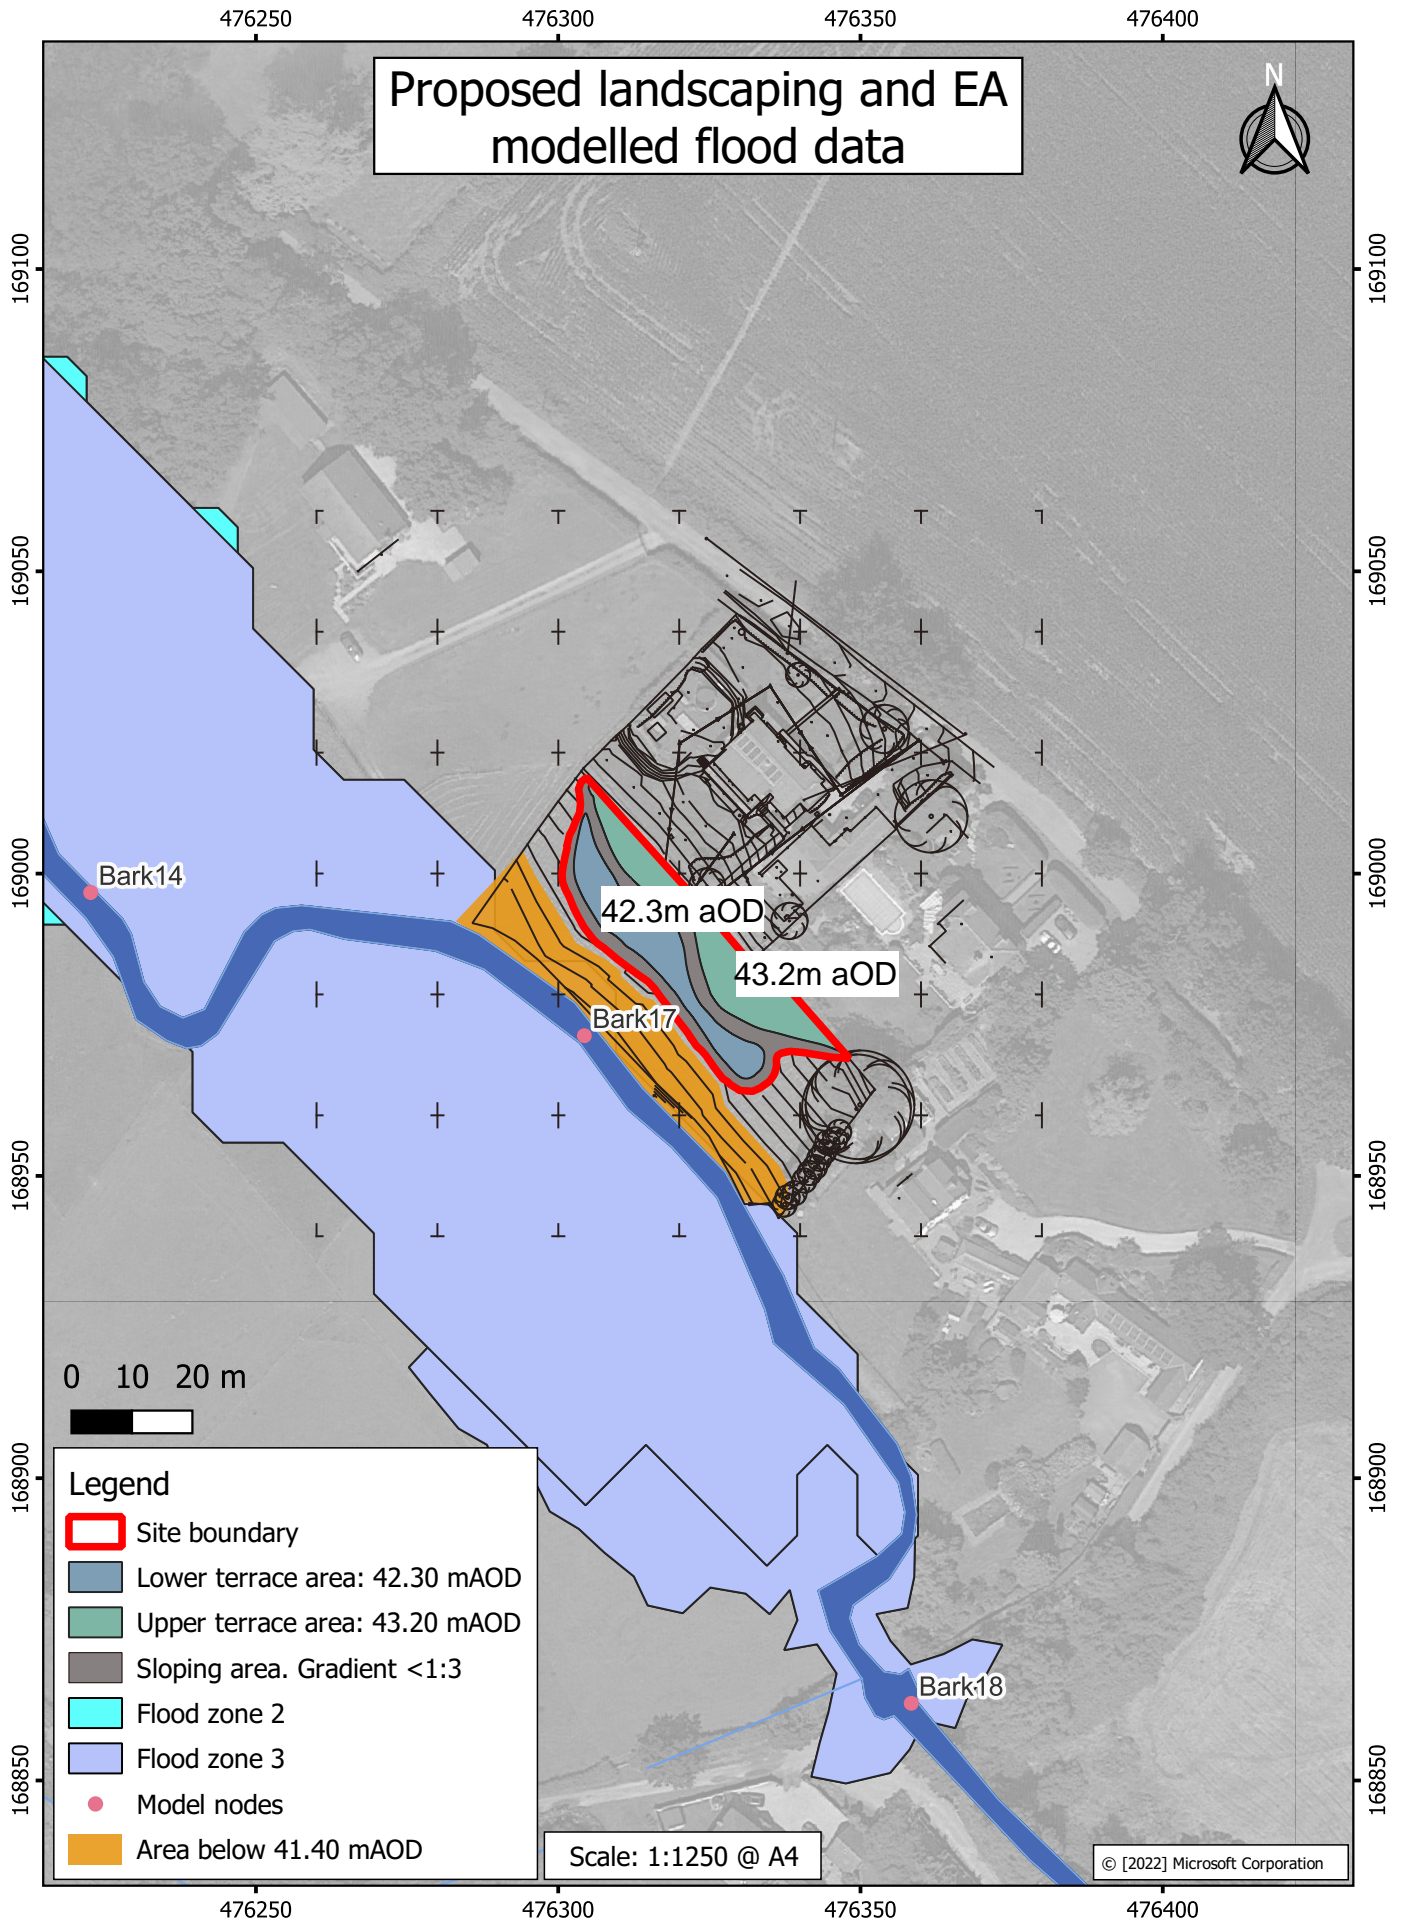 476250
476300
476350
476400
Proposed landscaping and EA
modelled flood data
N
169100
169100
169050
169050
169000
169000
Bark14
42.3m aOD
43.2m aOD
Bark17
168950
168950
0 10 20 m
168900
168900
Legend
Site boundary
Lower terrace area: 42.30 mAOD
Upper terrace area: 43.20 mAOD
Sloping area. Gradient <1:3
Flood zone 2
Flood zone 3
Model nodes
Area below 41.40 mAOD
Bark18
168850
168850
Scale: 1:1250 @ A4
© [2022] Microsoft Corporation
476250
476300
476350
476400